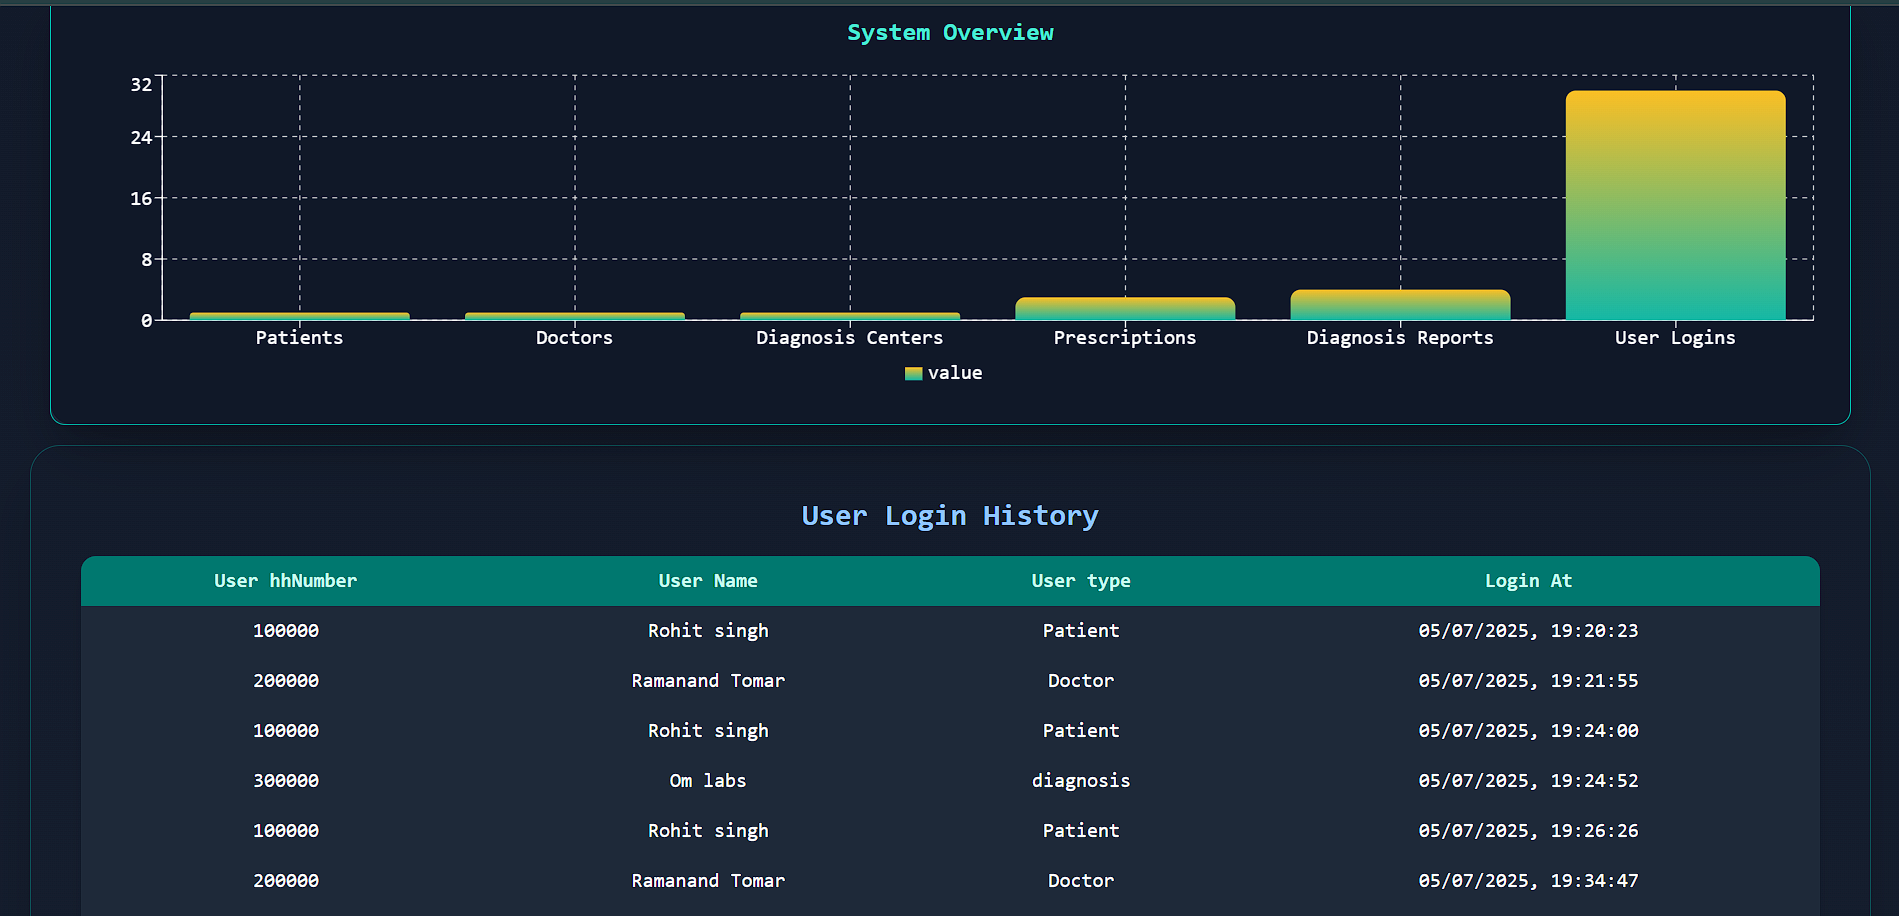 System Overview
32
24
16
8
0
Patients Doctors Diagnosis Centers Prescriptions Diagnosis Reports User Logins
value
User Login History
User hhNumber User Name User type Login At
100000 Rohit singh Patient 05/07/2025, 19:20:23
200000 Ramanand Tomar Doctor 05/07/2025, 19:21:55
100000 Rohit singh Patient 05/07/2025, 19:24:00
300000 Om labs diagnosis 05/07/2025, 19:24:52
100000 Rohit singh Patient 05/07/2025, 19:26:26
200000 Ramanand Tomar Doctor 05/07/2025, 19:34:47